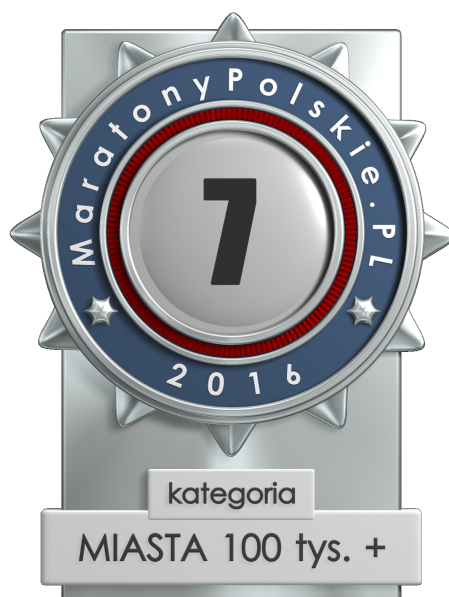 MaratonyPolskie.PL
7
2016
kategoria
MIASTA 100 tys. +